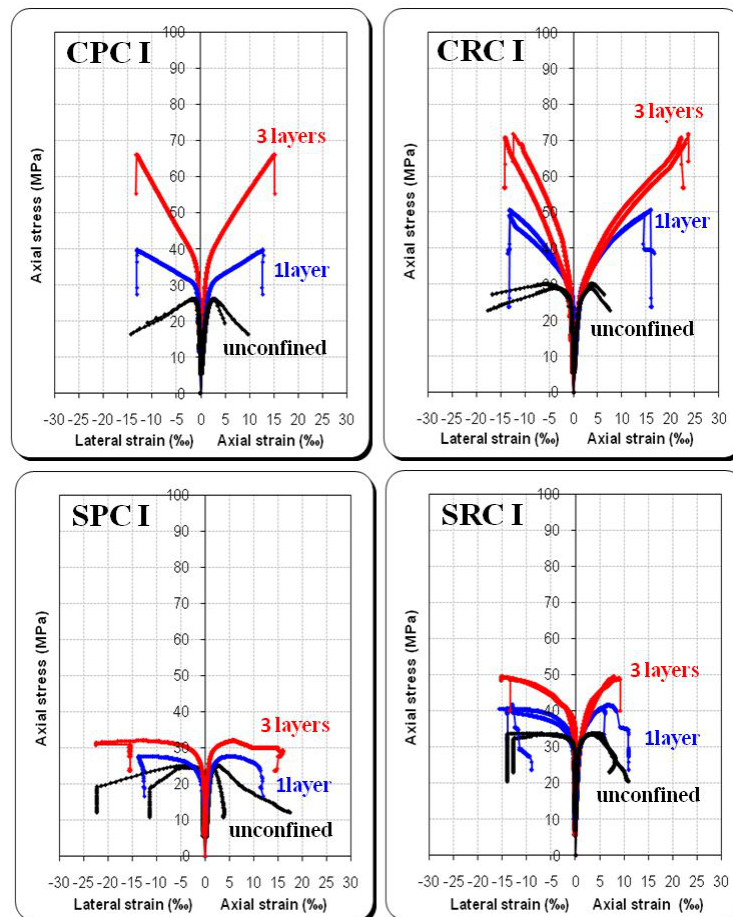 CPC I
100
90
80
70
60
50
40
30
20
10
0
Axial stress (MPa)
3 layers
1layer
unconfined
-30 -25 -20 -15 -10 -5 0 5 10 15 20 25 30
Lateral strain (‰) Axial strain (‰)
CRC I
100
90
80
70
60
50
40
30
20
10
0
Axial stress (MPa)
3 layers
1layer
unconfined
-30 -25 -20 -15 -10 -5 0 5 10 15 20 25 30
Lateral strain (‰) Axial strain (‰)
SPC I
100
90
80
70
60
50
40
30
20
10
0
Axial stress (MPa)
3 layers
1layer
unconfined
-30 -25 -20 -15 -10 -5 0 5 10 15 20 25 30
Lateral strain (‰) Axial strain (‰)
SRC I
100
90
80
70
60
50
40
30
20
10
0
Axial stress (MPa)
3 layers
1layer
unconfined
-30 -25 -20 -15 -10 -5 0 5 10 15 20 25 30
Lateral strain (‰) Axial strain (‰)